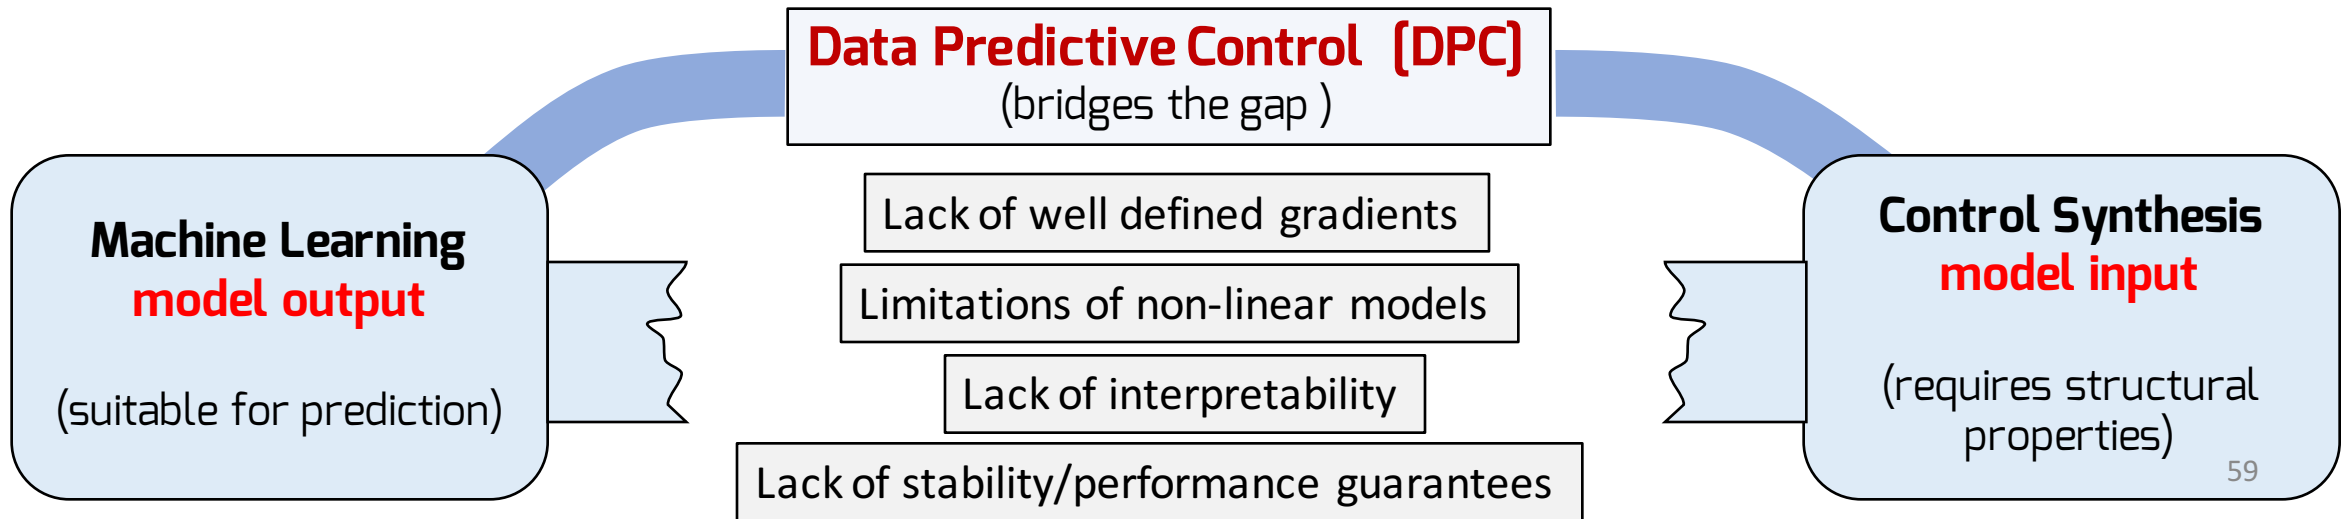 Data Predictive Control [DPC]
(bridges the gap )
Machine Learning
model output
(suitable for prediction)
Lack of well defined gradients
Limitations of non-linear models
Lack of interpretability
Lack of stability/performance guarantees
Control Synthesis
model input
(requires structural
properties)
59